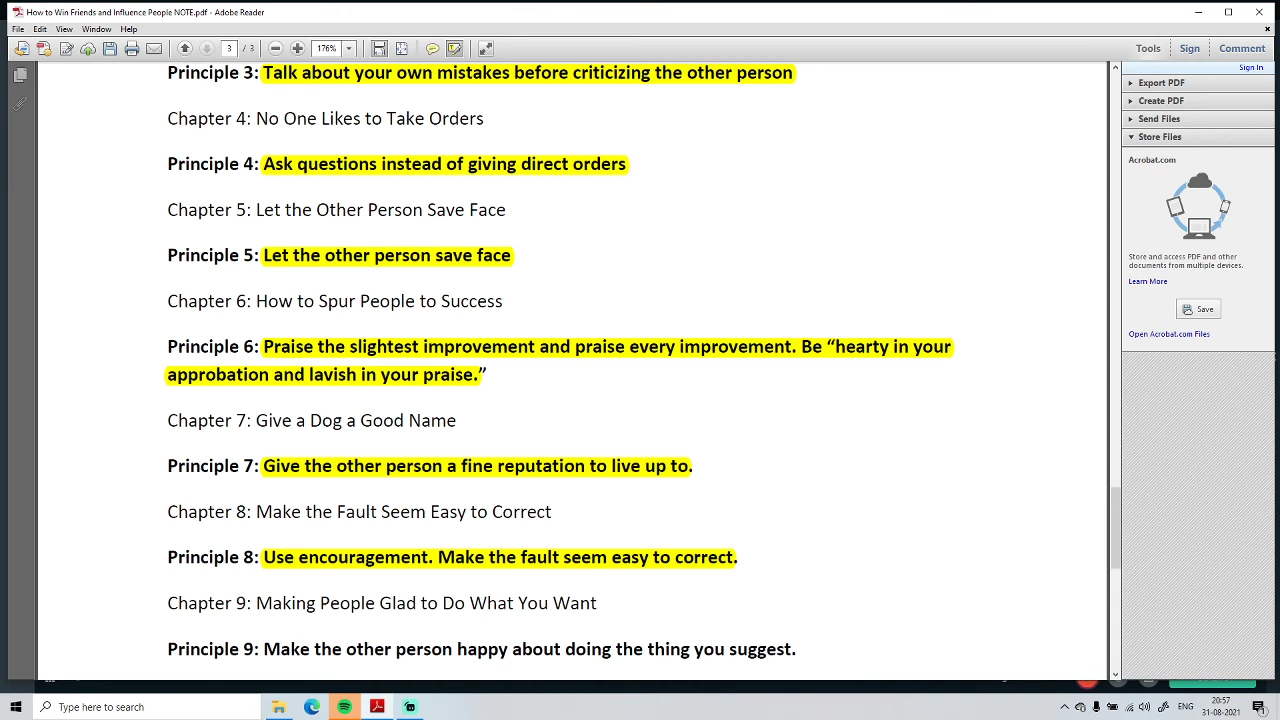 How to Win Friends and Influence People NOTE.pdf - Adobe Reader
File Edit View Window Help
3 / 3 176% Tools Sign Comment
Sign In
Principle 3: Talk about your own mistakes before criticizing the other person
Chapter 4: No One Likes to Take Orders
Principle 4: Ask questions instead of giving direct orders
Chapter 5: Let the Other Person Save Face
Principle 5: Let the other person save face
Chapter 6: How to Spur People to Success
Principle 6: Praise the slightest improvement and praise every improvement. Be “hearty in your
approbation and lavish in your praise.”
Chapter 7: Give a Dog a Good Name
Principle 7: Give the other person a fine reputation to live up to.
Chapter 8: Make the Fault Seem Easy to Correct
Principle 8: Use encouragement. Make the fault seem easy to correct.
Chapter 9: Making People Glad to Do What You Want
Principle 9: Make the other person happy about doing the thing you suggest.
Export PDF
Create PDF
Send Files
Store Files
Acrobat.com
Store and access PDF and other
documents from multiple devices.
Learn More
Save
Open Acrobat.com Files
Type here to search
ENG
20:57
31-08-2021
1